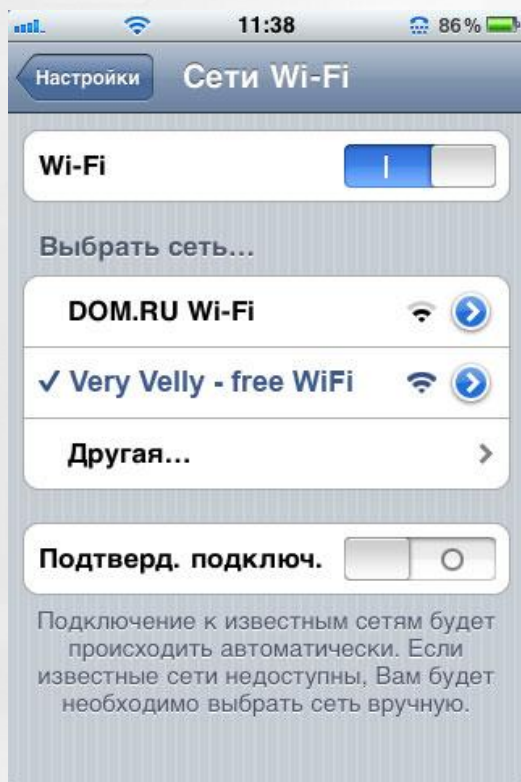 11:38 86%
Настройки Сети Wi-Fi
Wi-Fi
Выбрать сеть...
DOM.RU Wi-Fi
Very Velly - free WiFi
Другая...
Подтверд. подключ.
Подключение к известным сетям будет
происходить автоматически. Если
известные сети недоступны, Вам будет
необходимо выбрать сеть вручную.